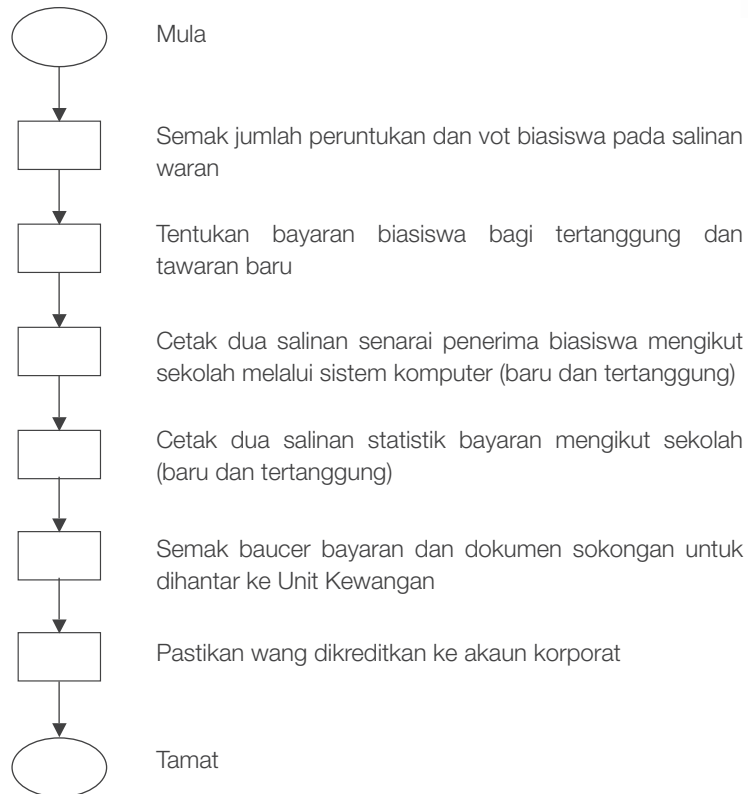 Mula
Semak jumlah peruntukan dan vot biasiswa pada salinan
waran
Tentukan bayaran biasiswa bagi tertanggung dan
tawaran baru
Cetak dua salinan senarai penerima biasiswa mengikut
sekolah melalui sistem komputer (baru dan tertanggung)
Cetak dua salinan statistik bayaran mengikut sekolah
(baru dan tertanggung)
Semak baucer bayaran dan dokumen sokongan untuk
dihantar ke Unit Kewangan
Pastikan wang dikreditkan ke akaun korporat
Tamat